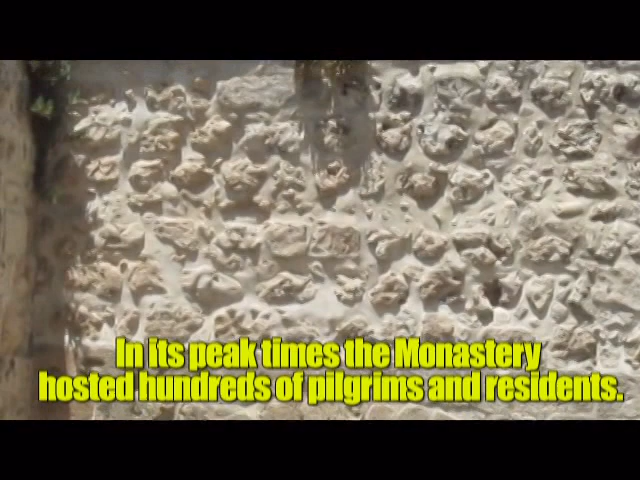 In its peak times the Monastery
hosted hundreds of pilgrims and residents.